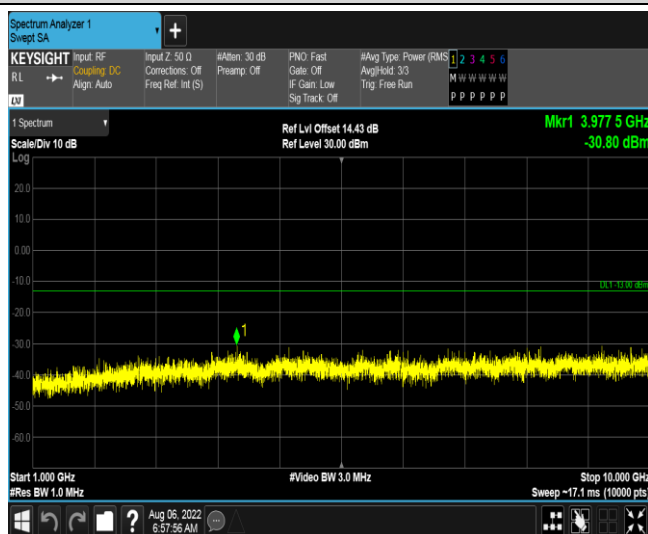 Spectrum Analyzer 1
Swept SA
+
KEYSIGHT
RL
LXI
Input: RF
Coupling: DC
Align: Auto
Input Z: 50 Ω
Corrections: Off
Freq Ref: Int (S)
#Atten: 30 dB
Preamp: Off
PNO: Fast
Gate: Off
IF Gain: Low
Sig Track: Off
#Avg Type: Power (RMS
Avg|Hold: 3/3
Trig: Free Run
1 2 3 4 5 6
M W W W W W
P P P P P P
1 Spectrum
Scale/Div 10 dB
Log
Ref Lvl Offset 14.43 dB
Ref Level 30.00 dBm
Mkr1 3.977 5 GHz
-30.80 dBm
20.0
10.0
0.00
-10.0
DL1 -13.00 dBm
-20.0
-30.0
1
-40.0
-50.0
-60.0
Start 1.000 GHz
#Res BW 1.0 MHz
#Video BW 3.0 MHz
Stop 10.000 GHz
Sweep ~17.1 ms (10000 pts)
?
Aug 06, 2022
6:57:56 AM